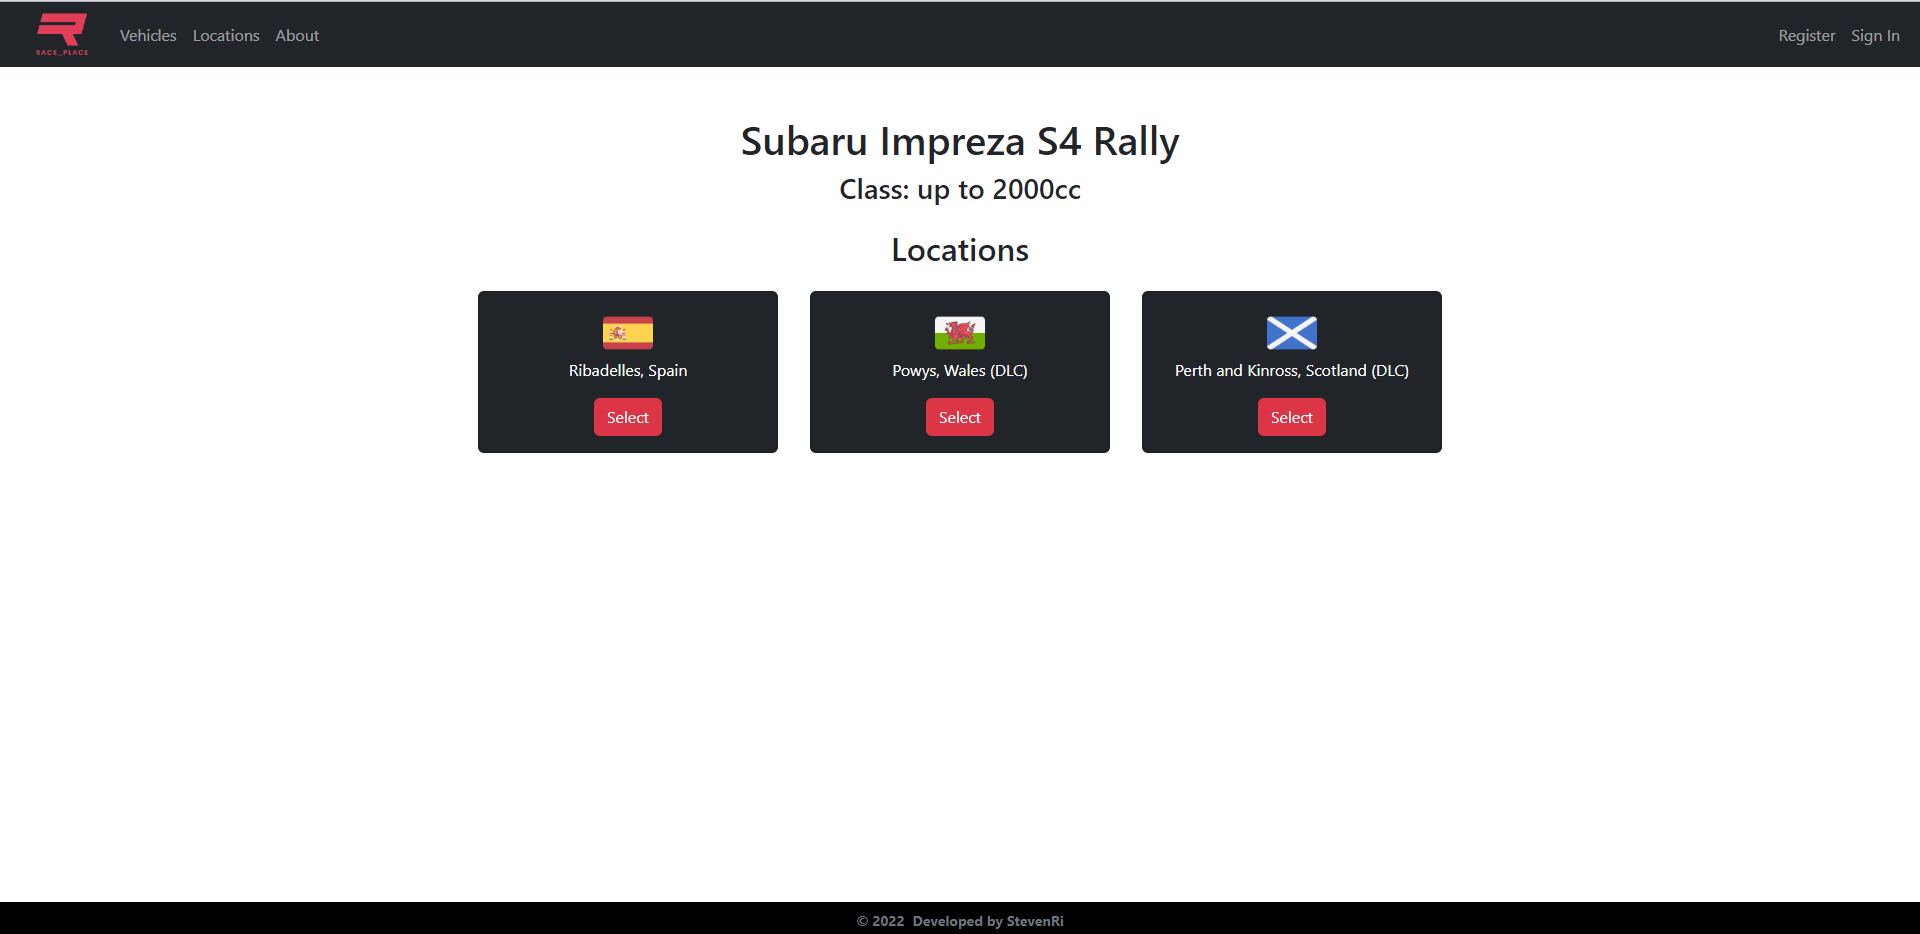 RACE_PLACE
Vehicles Locations About Register Sign In
Subaru Impreza S4 Rally
Class: up to 2000cc
Locations
Ribadelles, Spain
Powys, Wales (DLC)
Perth and Kinross, Scotland (DLC)
Select
Select
Select
© 2022 Developed by StevenRi